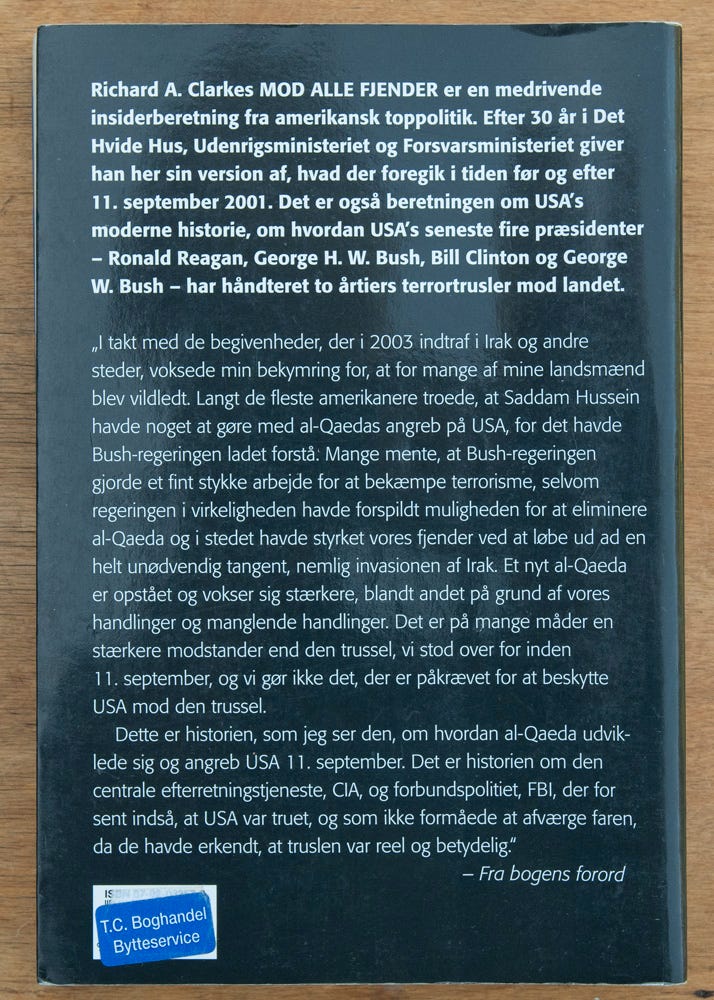 Richard A. Clarkes MOD ALLE FJENDER er en medrivende
insiderberetning fra amerikansk toppolitik. Efter 30 år i Det
Hvide Hus, Udenrigsministeriet og Forsvarsministeriet giver
han her sin version af, hvad der foregik i tiden før og efter
11. september 2001. Det er også beretningen om USA's
moderne historie, om hvordan USA's seneste fire præsidenter
– Ronald Reagan, George H. W. Bush, Bill Clinton og George
W. Bush – har håndteret to årtiers terrortrusler mod landet.
„I takt med de begivenheder, der i 2003 indtraf i Irak og andre
steder, voksede min bekymring for, at for mange af mine landsmænd
blev vildledt. Langt de fleste amerikanere troede, at Saddam Hussein
havde noget at gøre med al-Qaedas angreb på USA, for det havde
Bush-regeringen ladet forstå. Mange mente, at Bush-regeringen
gjorde et fint stykke arbejde for at bekæmpe terrorisme, selvom
regeringen i virkeligheden havde forspildt muligheden for at eliminere
al-Qaeda og i stedet havde styrket vores fjender ved at løbe ud ad en
helt unødvendig tangent, nemlig invasionen af Irak. Et nyt al-Qaeda
er opstået og vokser sig stærkere, blandt andet på grund af vores
handlinger og manglende handlinger. Det er på mange måder en
stærkere modstander end den trussel, vi stod over for inden
11. september, og vi gør ikke det, der er påkrævet for at beskytte
USA mod den trussel.
Dette er historien, som jeg ser den, om hvordan al-Qaeda udvik-
lede sig og angreb USA 11. september. Det er historien om den
centrale efterretningstjeneste, CIA, og forbundspolitiet, FBI, der for
sent indså, at USA var truet, og som ikke formåede at afværge faren,
da de havde erkendt, at truslen var reel og betydelig.“
– Fra bogens forord
T.C. Boghandel
Bytteservice